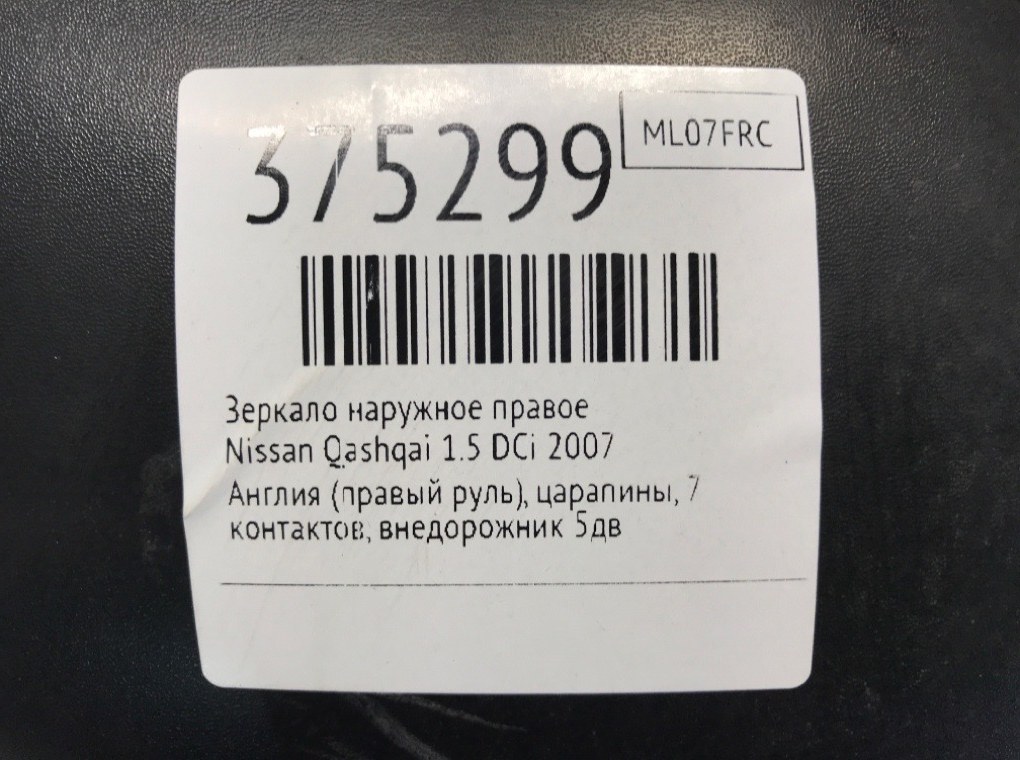 375299
ML07FRC
Зеркало наружное правое
Nissan Qashqai 1.5 DCi 2007
Англия (правый руль), царапины, 7
контактов, внедорожник 5дв